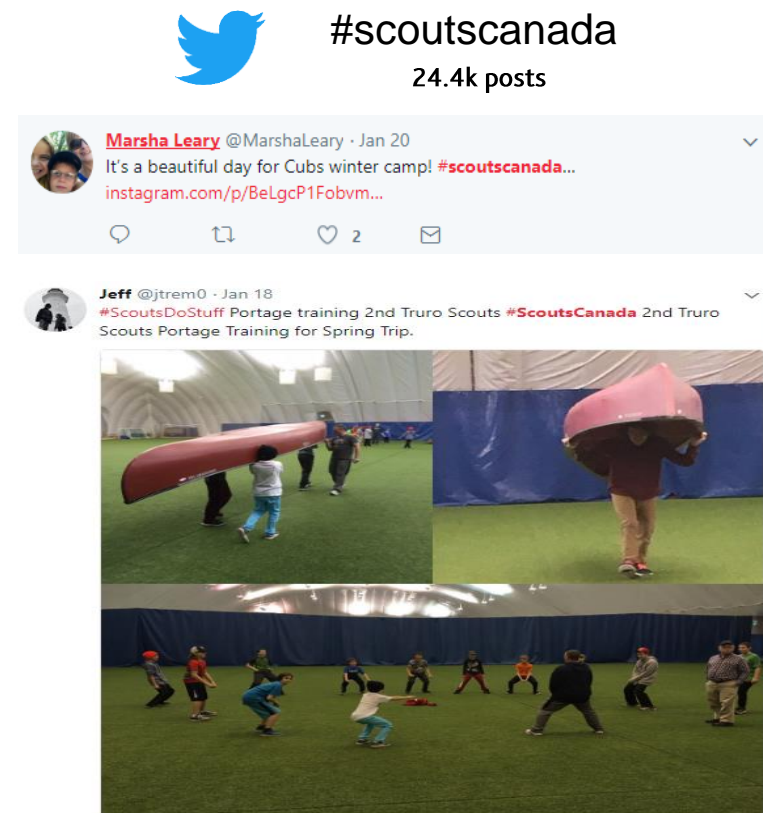 #scoutscanada
24.4k posts
Marsha Leary @MarshaLeary · Jan 20
It's a beautiful day for Cubs winter camp! #scoutscanada...
instagram.com/p/BeLgcP1Fobvm...
2
Jeff @jtrem0 · Jan 18
#ScoutsDoStuff Portage training 2nd Truro Scouts #ScoutsCanada 2nd Truro
Scouts Portage Training for Spring Trip.